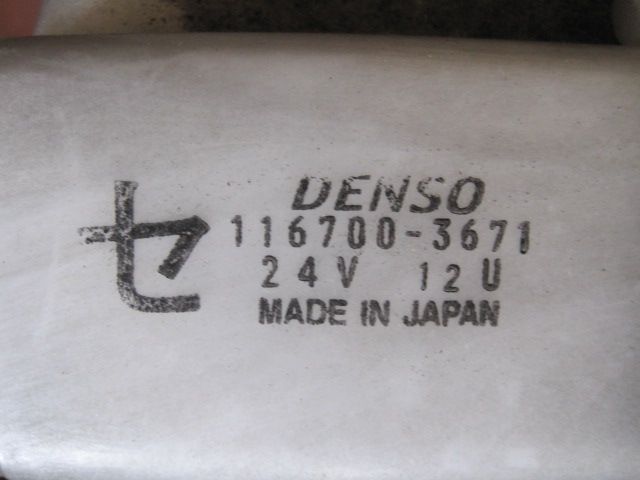 セ
DENSO
116700-3671
24V 12U
MADE IN JAPAN